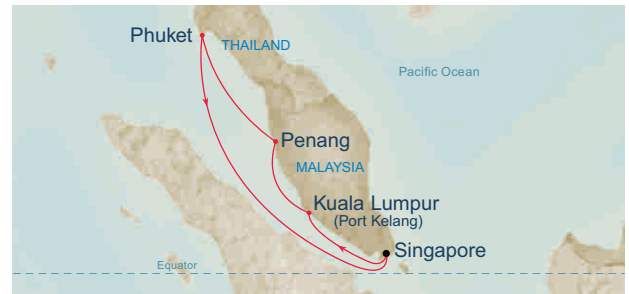 Phuket
THAILAND
Pacific Ocean
Penang
MALAYSIA
Kuala Lumpur
(Port Kelang)
Singapore
Equator